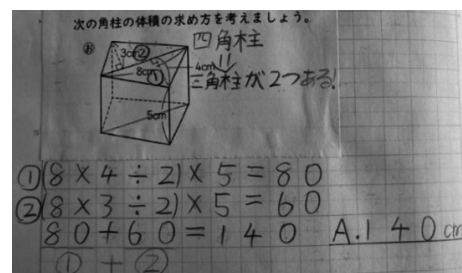 次の角柱の体積の求め方を考えましょう。
あ
3cm ② 四角柱
8cm ① 4cm
三角柱が2つある!
5cm
①(8×4÷2)×5=80
②(8×3÷2)×5=60
80+60=140 A.140cm
①+②